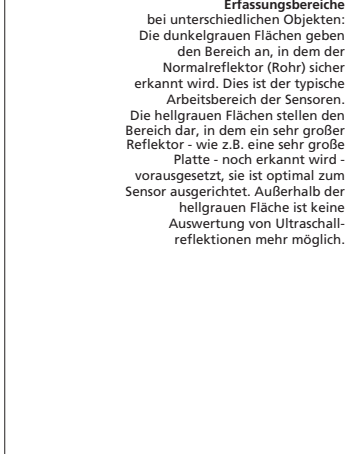 Erfassungsbereiche
bei unterschiedlichen Objekten:
Die dunkelgrauen Flächen geben
den Bereich an, in dem der
Normalreflektor (Rohr) sicher
erkannt wird. Dies ist der typische
Arbeitsbereich der Sensoren.
Die hellgrauen Flächen stellen den
Bereich dar, in dem ein sehr großer
Reflektor - wie z.B. eine sehr große
Platte - noch erkannt wird -
vorausgesetzt, sie ist optimal zum
Sensor ausgerichtet. Außerhalb der
hellgrauen Fläche ist keine
Auswertung von Ultraschall-
reflektionen mehr möglich.